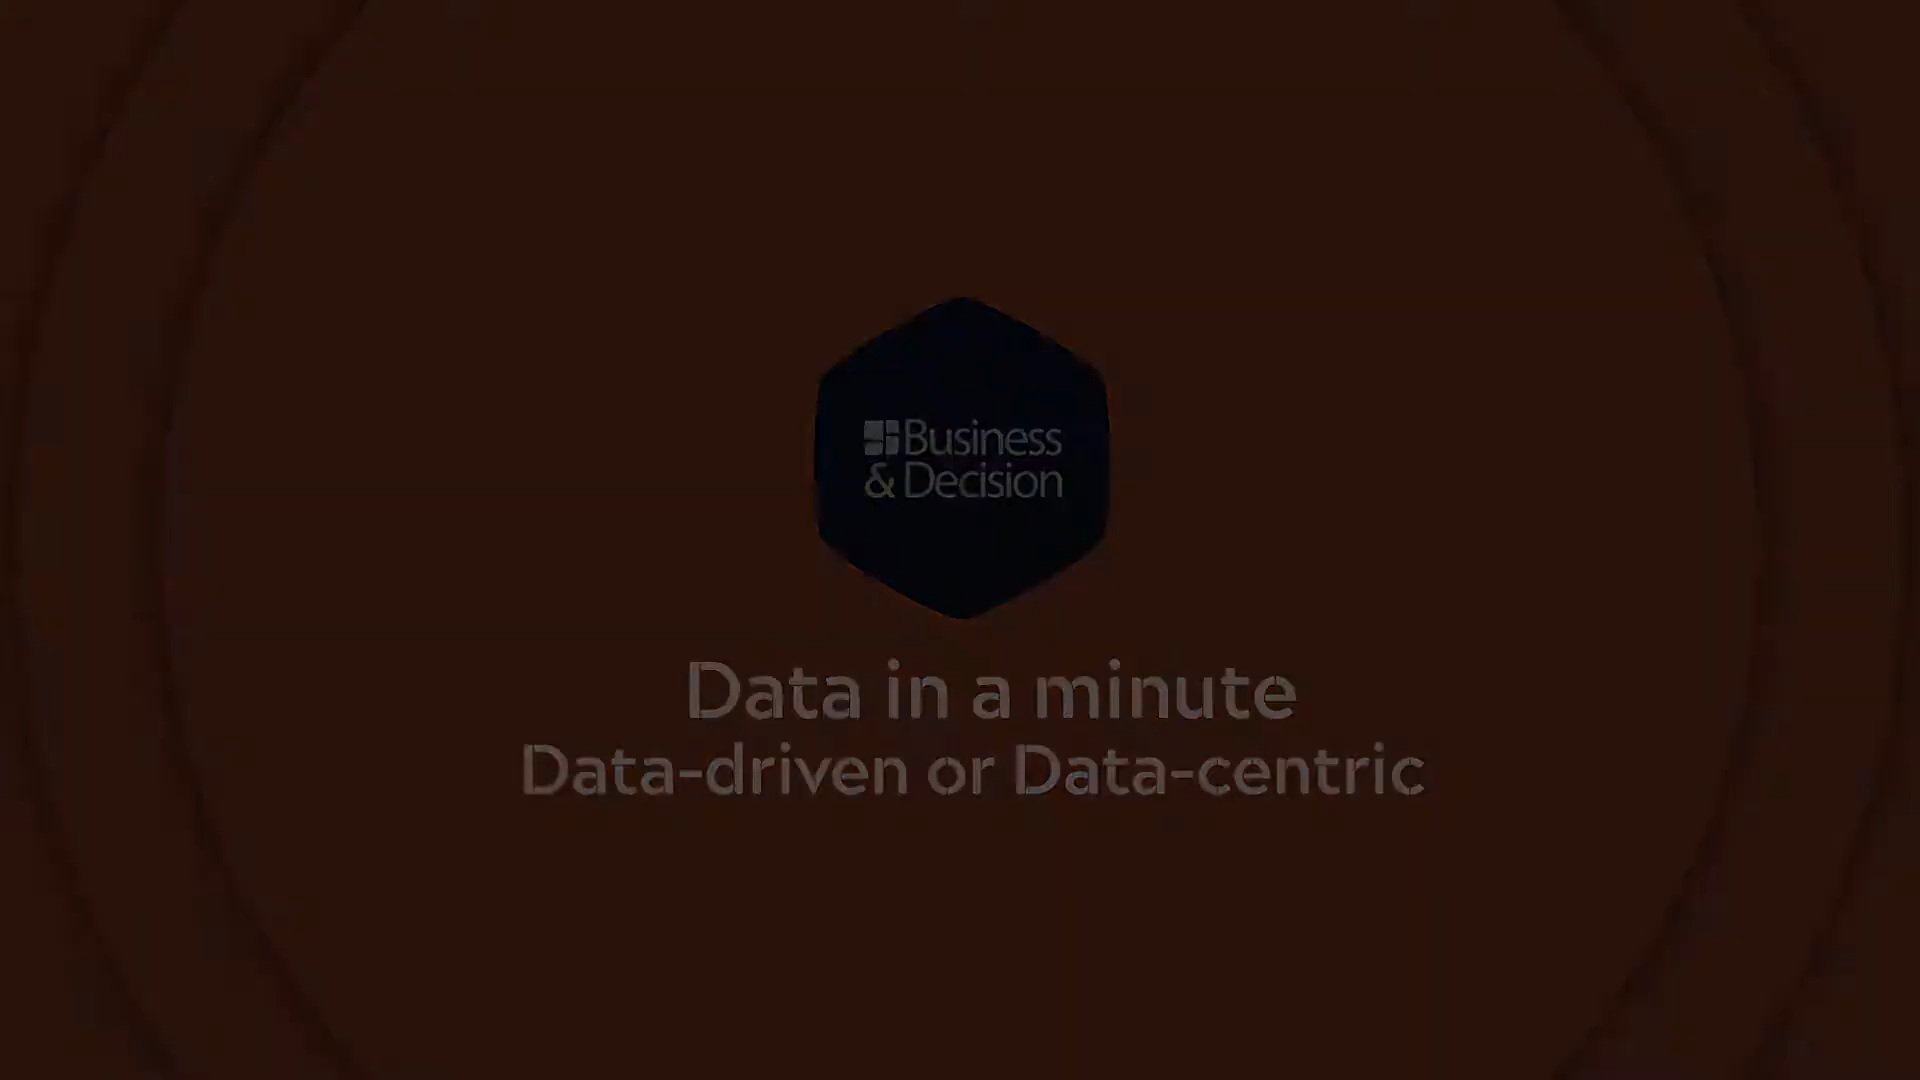 Business
& Decision
Data in a minute
Data-driven or Data-centric